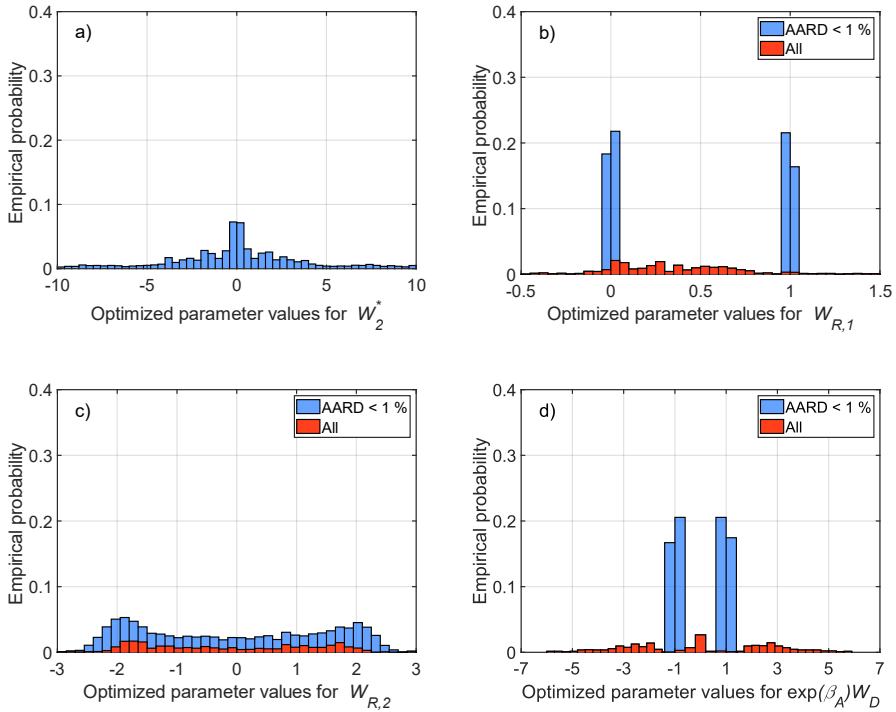 a)
0.4
0.3
0.2
0.1
0
-10 -5 0 5 10
Empirical probability
Optimized parameter values for W*2
b)
AARD < 1 %
All
0.4
0.3
0.2
0.1
0
-0.5 0 0.5 1 1.5
Empirical probability
Optimized parameter values for WR,1
c)
AARD < 1 %
All
0.4
0.3
0.2
0.1
0
-3 -2 -1 0 1 2 3
Empirical probability
Optimized parameter values for WR,2
d)
AARD < 1 %
All
0.4
0.3
0.2
0.1
0
-7 -5 -3 -1 1 3 5 7
Empirical probability
Optimized parameter values for exp(βA)WD